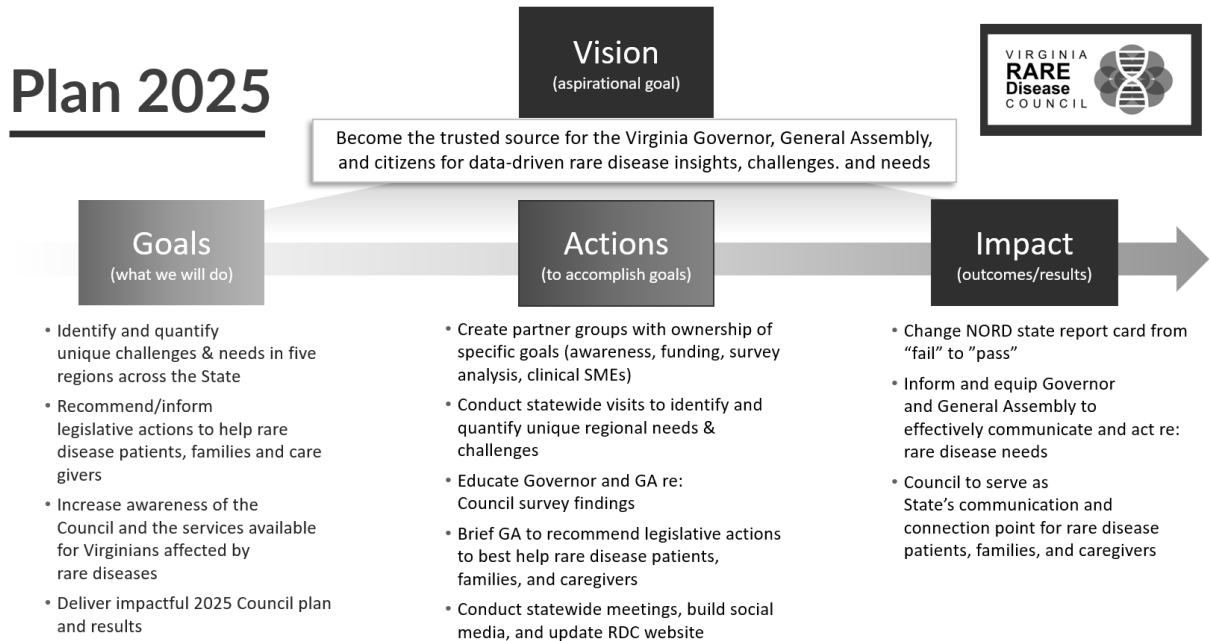 Plan 2025
Vision
(aspirational goal)
VIRGINIA
RARE
Disease
COUNCIL
Become the trusted source for the Virginia Governor, General Assembly,
and citizens for data-driven rare disease insights, challenges. and needs
Goals
(what we will do)
• Identify and quantify
unique challenges & needs in five
regions across the State
• Recommend/inform
legislative actions to help rare
disease patients, families and care
givers
• Increase awareness of the
Council and the services available
for Virginians affected by
rare diseases
• Deliver impactful 2025 Council plan
and results
Actions
(to accomplish goals)
• Create partner groups with ownership of
specific goals (awareness, funding, survey
analysis, clinical SMEs)
• Conduct statewide visits to identify and
quantify unique regional needs &
challenges
• Educate Governor and GA re:
Council survey findings
• Brief GA to recommend legislative actions
to best help rare disease patients,
families, and caregivers
• Conduct statewide meetings, build social
media, and update RDC website
Impact
(outcomes/results)
• Change NORD state report card from
“fail” to ”pass”
• Inform and equip Governor
and General Assembly to
effectively communicate and act re:
rare disease needs
• Council to serve as
State’s communication and
connection point for rare disease
patients, families, and caregivers